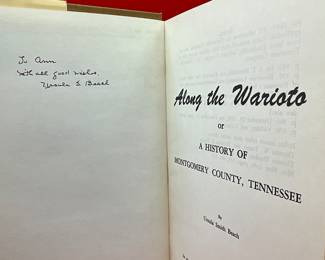 To Ann
with all good wishes,
Ursula S. Beach
Along the Warioto
or
A HISTORY OF
MONTGOMERY COUNTY, TENNESSEE
By
Ursula Smith Beach